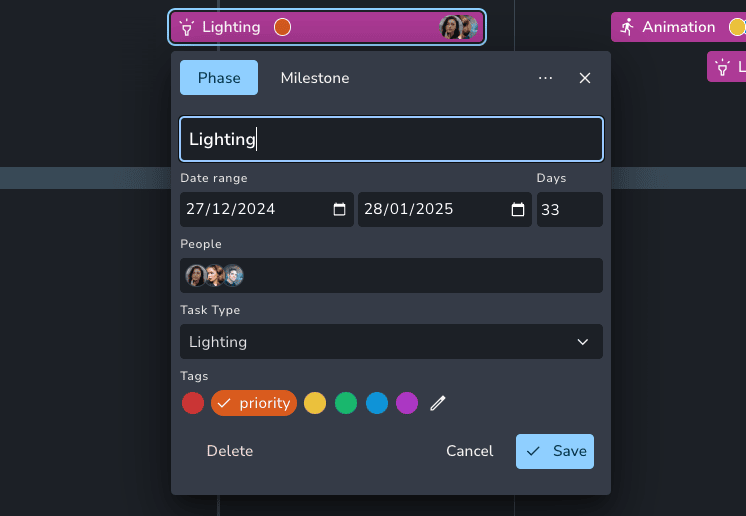 Lighting
Animation
L
Phase Milestone ...
Lighting
Date range Days
27/12/2024 28/01/2025 33
People
Task Type
Lighting
Tags
priority
Delete Cancel Save